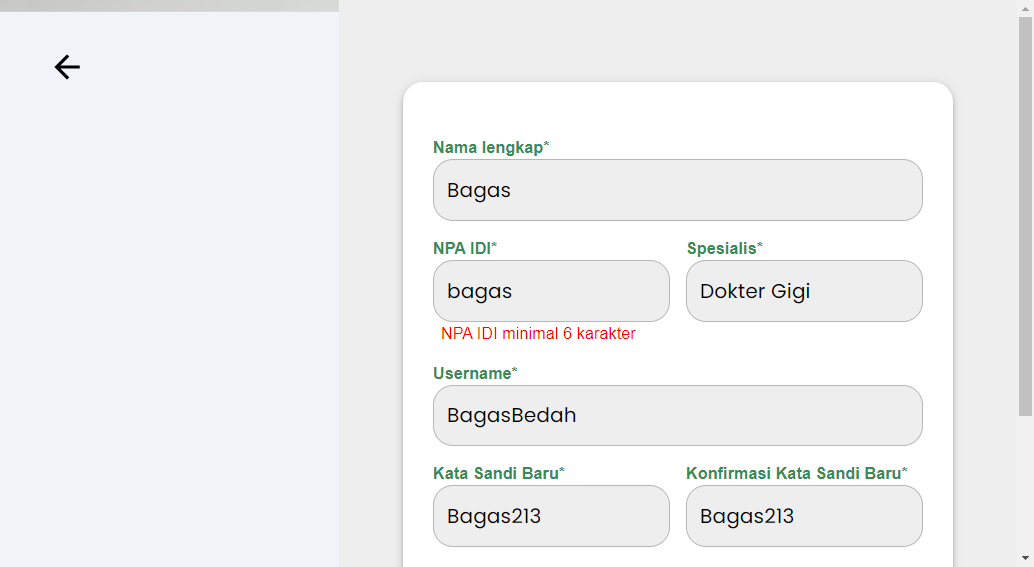 Nama lengkap*
Bagas
NPA IDI* Spesialis*
bagas Dokter Gigi
NPA IDI minimal 6 karakter
Username*
BagasBedah
Kata Sandi Baru* Konfirmasi Kata Sandi Baru*
Bagas213 Bagas213